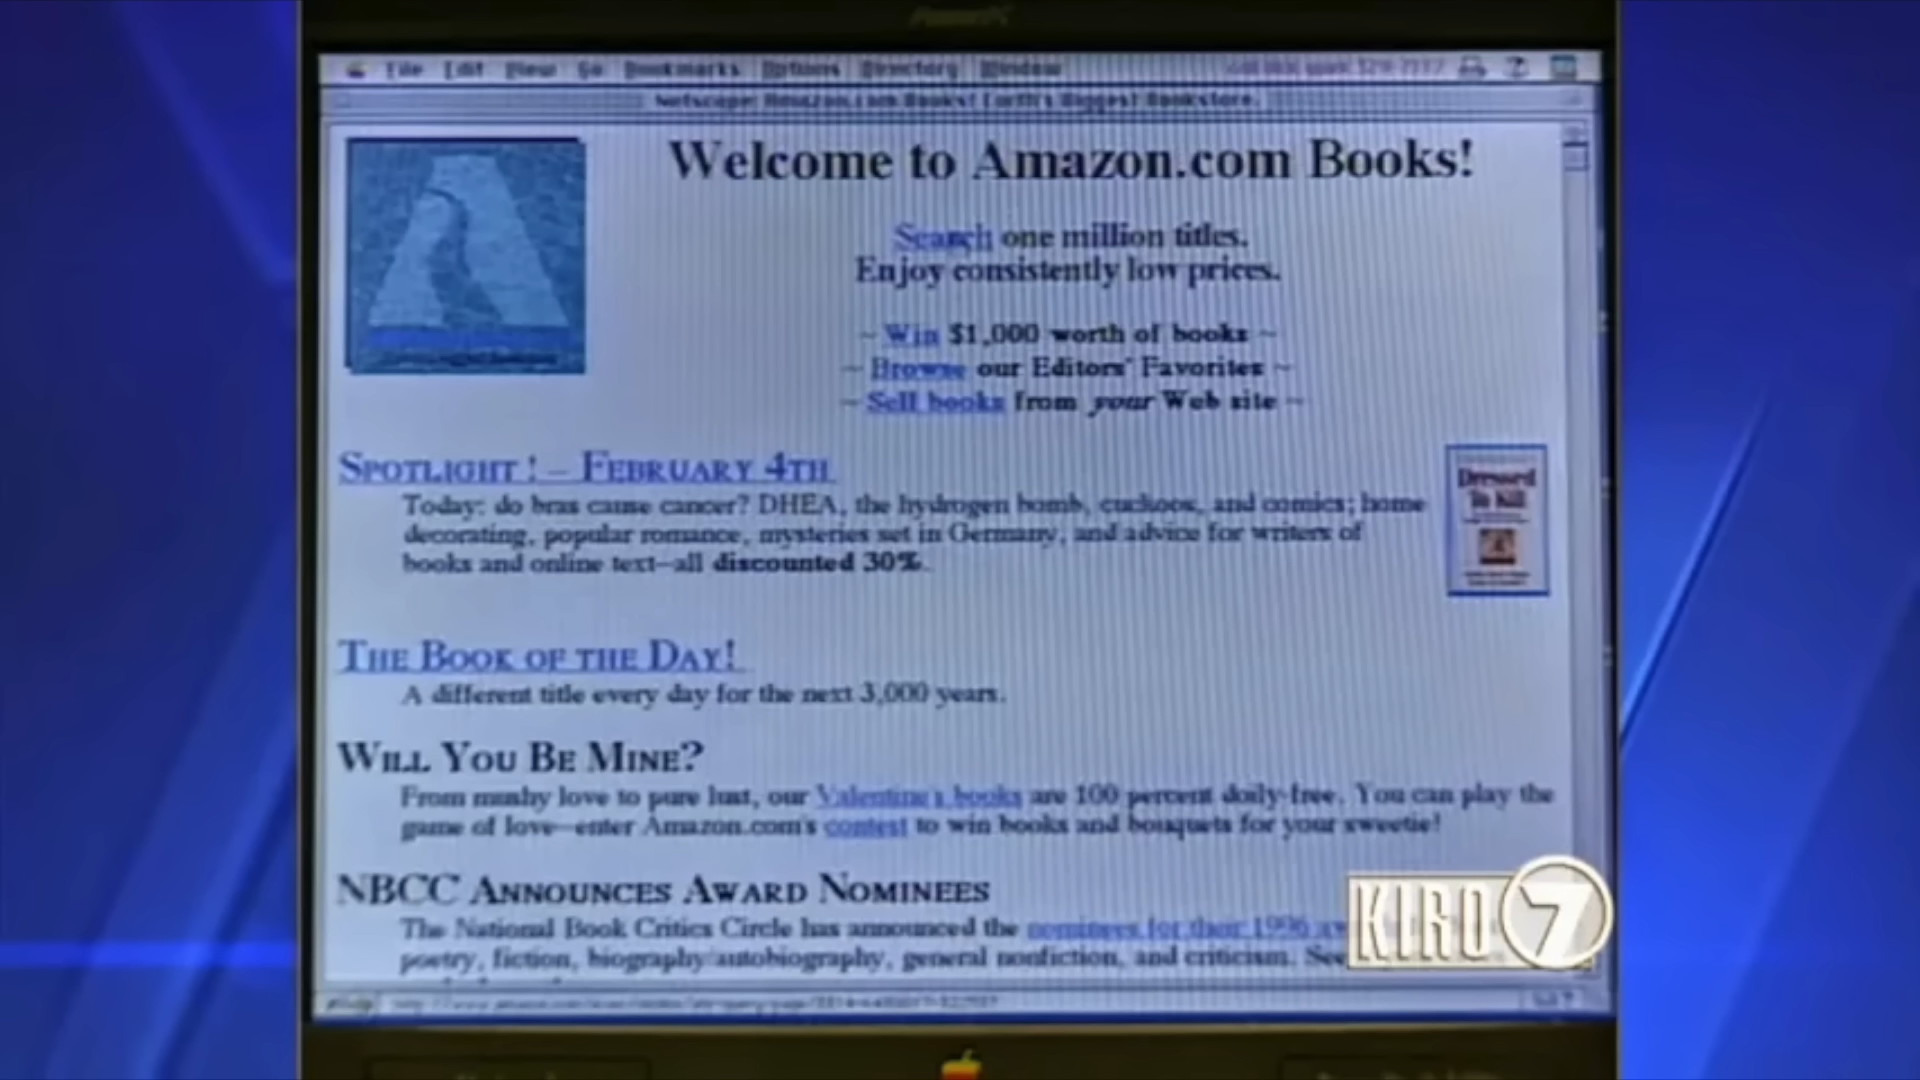 File Edit View Go Bookmarks Options Directory Window
Netscape: Amazon.com Books! Earth's Biggest Bookstore.
Welcome to Amazon.com Books!
Search one million titles.
Enjoy consistently low prices.
~ Win $1,000 worth of books ~
~ Browse our Editors' Favorites ~
~ Sell books from your Web site ~
SPOTLIGHT! – FEBRUARY 4TH
Today: do bras cause cancer? DHEA, the hydrogen bomb, cuckoos, and comics; home
decorating, popular romance, mysteries set in Germany, and advice for writers of
books and online text–all discounted 30%.
Dressed
To Kill
THE BOOK OF THE DAY!
A different title every day for the next 3,000 years.
WILL YOU BE MINE?
From mushy love to pure lust, our Valentine's books are 100 percent doily-free. You can play the
game of love–enter Amazon.com's contest to win books and bouquets for your sweetie!
NBCC ANNOUNCES AWARD NOMINEES
The National Book Critics Circle has announced the nominees for their 1996
poetry, fiction, biography/autobiography, general nonfiction, and criticism. See
KIRO 7